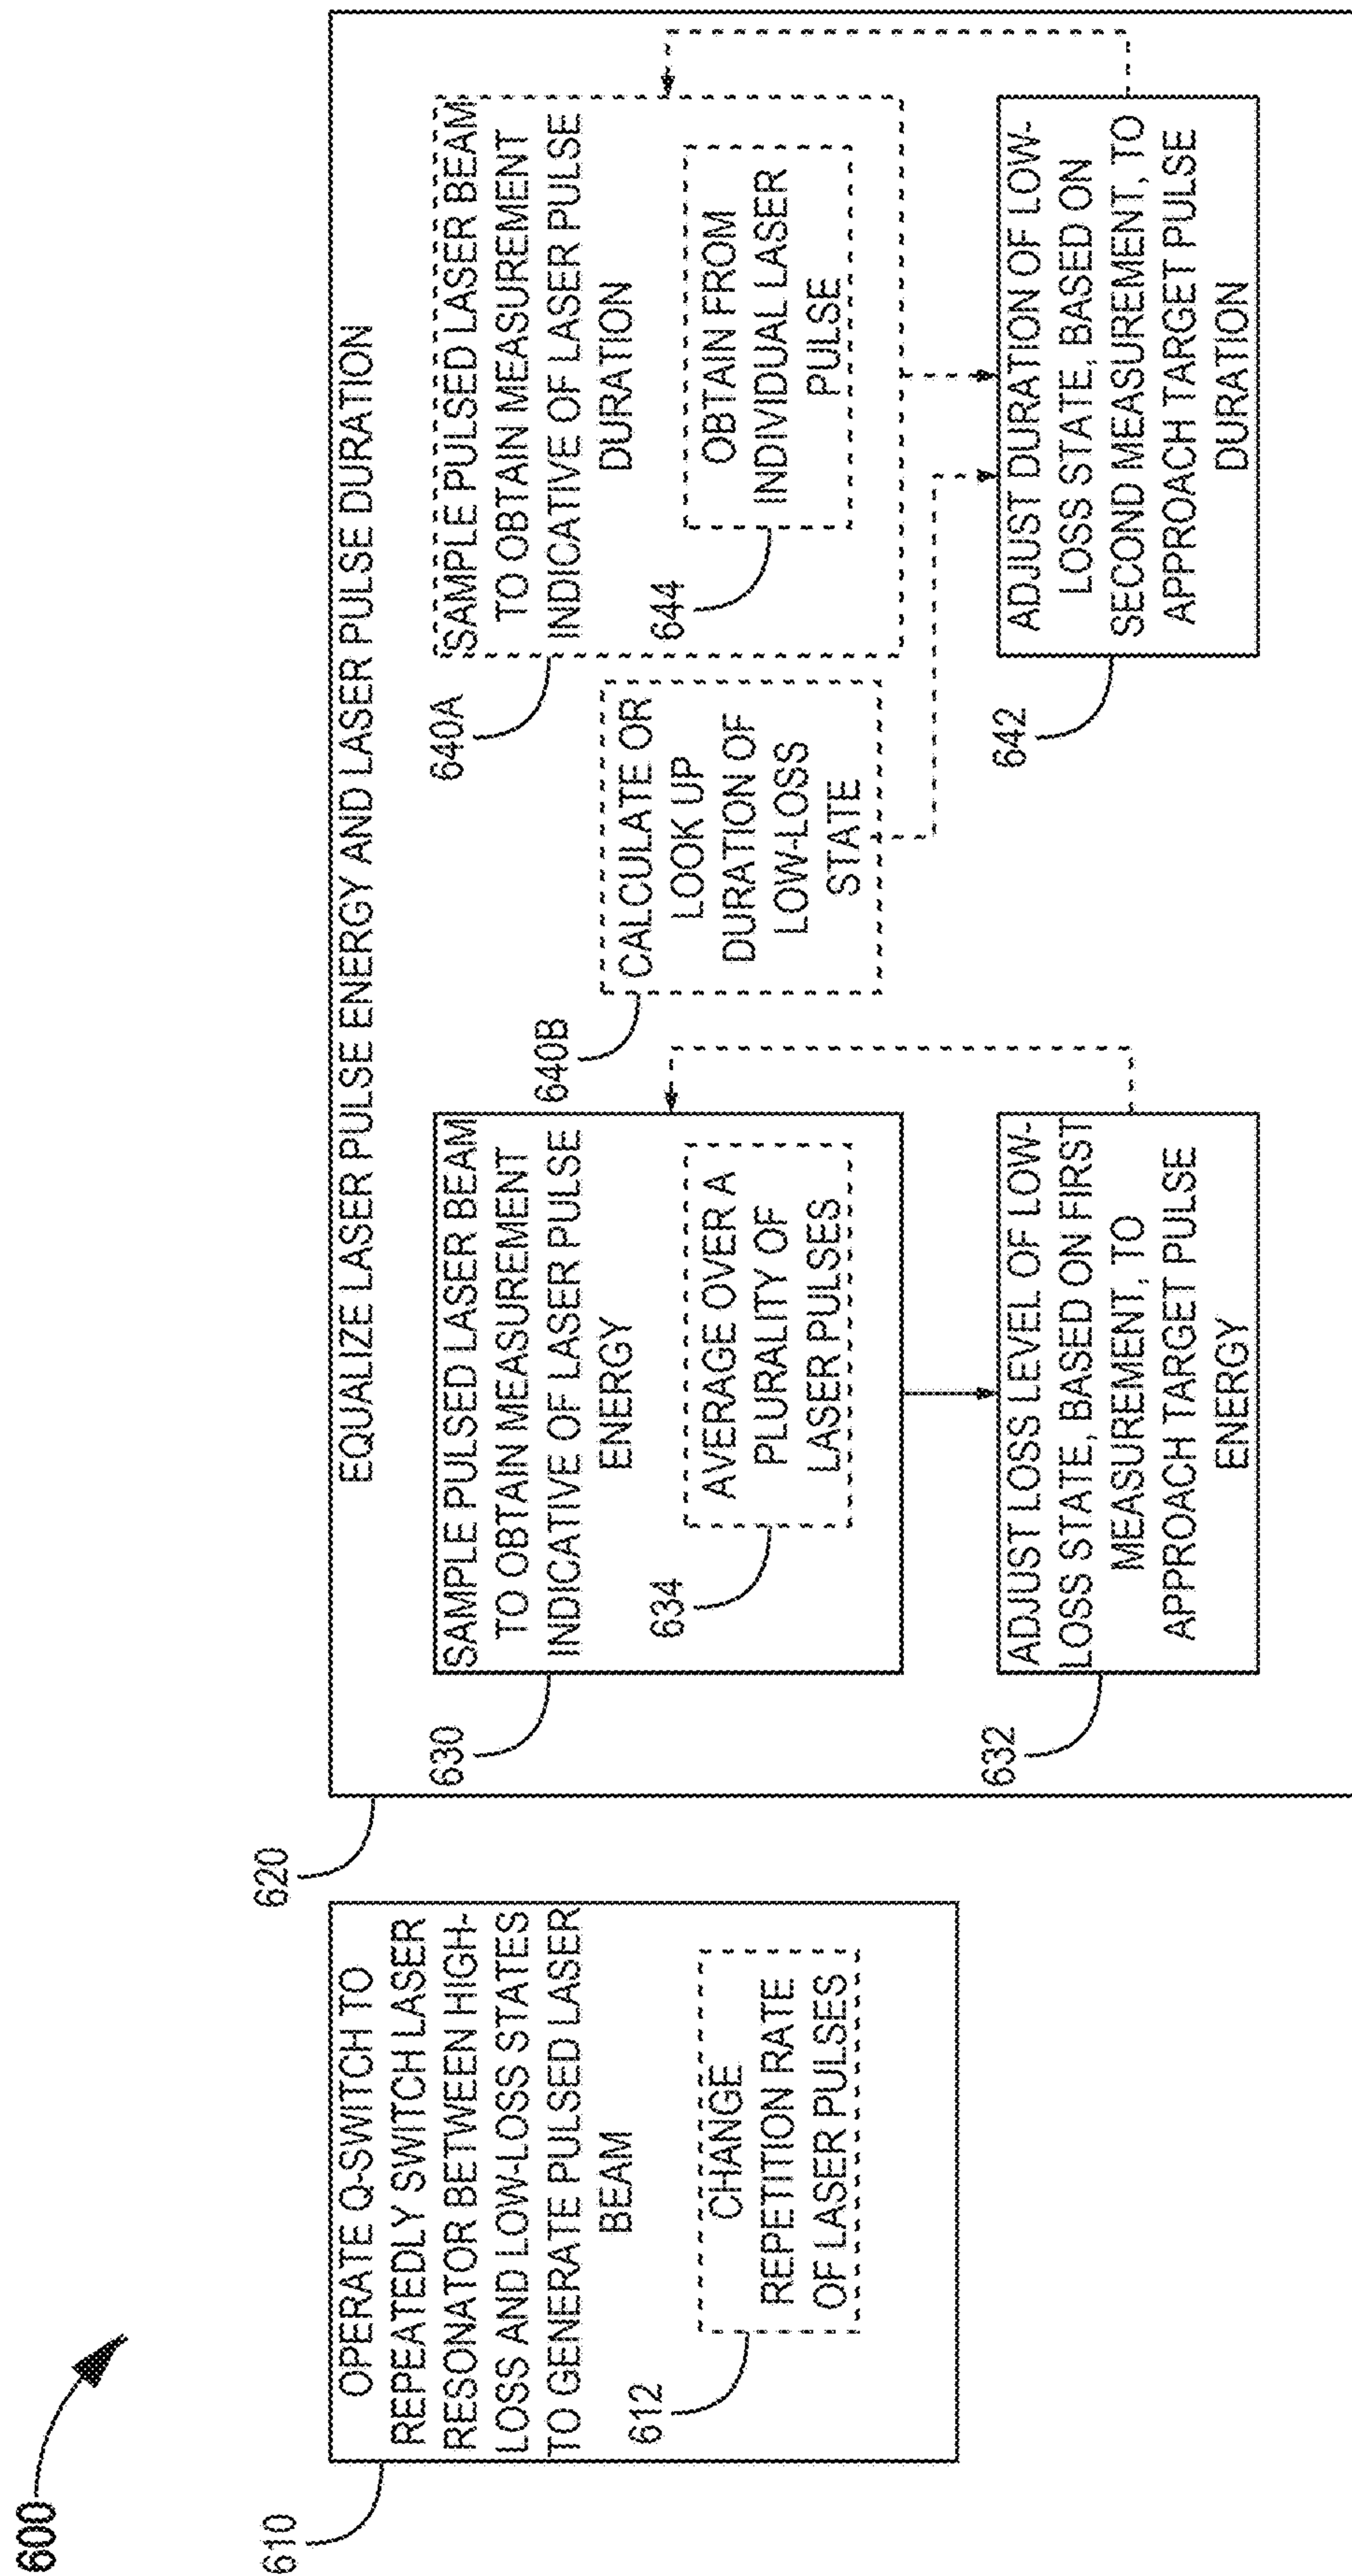 600
610
OPERATE Q-SWITCH TO
REPEATEDLY SWITCH LASER
RESONATOR BETWEEN HIGH-
LOSS AND LOW-LOSS STATES
TO GENERATE PULSED LASER
BEAM
612
CHANGE
REPETITION RATE
OF LASER PULSES
620
EQUALIZE LASER PULSE ENERGY AND LASER PULSE DURATION
630
SAMPLE PULSED LASER BEAM
TO OBTAIN MEASUREMENT
INDICATIVE OF LASER PULSE
ENERGY
634
AVERAGE OVER A
PLURALITY OF
LASER PULSES
632
ADJUST LOSS LEVEL OF LOW-
LOSS STATE, BASED ON FIRST
MEASUREMENT, TO
APPROACH TARGET PULSE
ENERGY
640B
CALCULATE OR
LOOK UP
DURATION OF
LOW-LOSS
STATE
640A
SAMPLE PULSED LASER BEAM
TO OBTAIN MEASUREMENT
INDICATIVE OF LASER PULSE
DURATION
644
OBTAIN FROM
INDIVIDUAL LASER
PULSE
642
ADJUST DURATION OF LOW-
LOSS STATE, BASED ON
SECOND MEASUREMENT, TO
APPROACH TARGET PULSE
DURATION